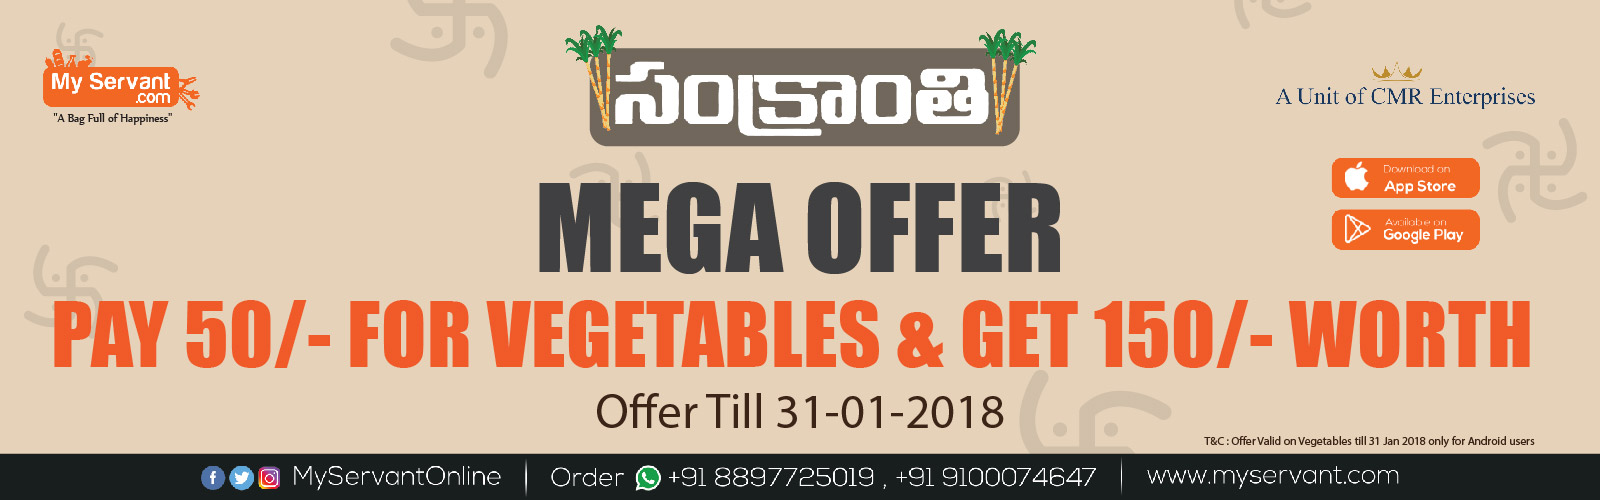 My Servant
.com
"A Bag Full of Happiness"
సంక్రాంతి
A Unit of CMR Enterprises
Download on
App Store
Available on
Google Play
MEGA OFFER
PAY 50/- FOR VEGETABLES & GET 150/- WORTH
Offer Till 31-01-2018
T&C : Offer Valid on Vegetables till 31 Jan 2018 only for Android users
MyServantOnline
Order +91 8897725019 , +91 9100074647
www.myservant.com